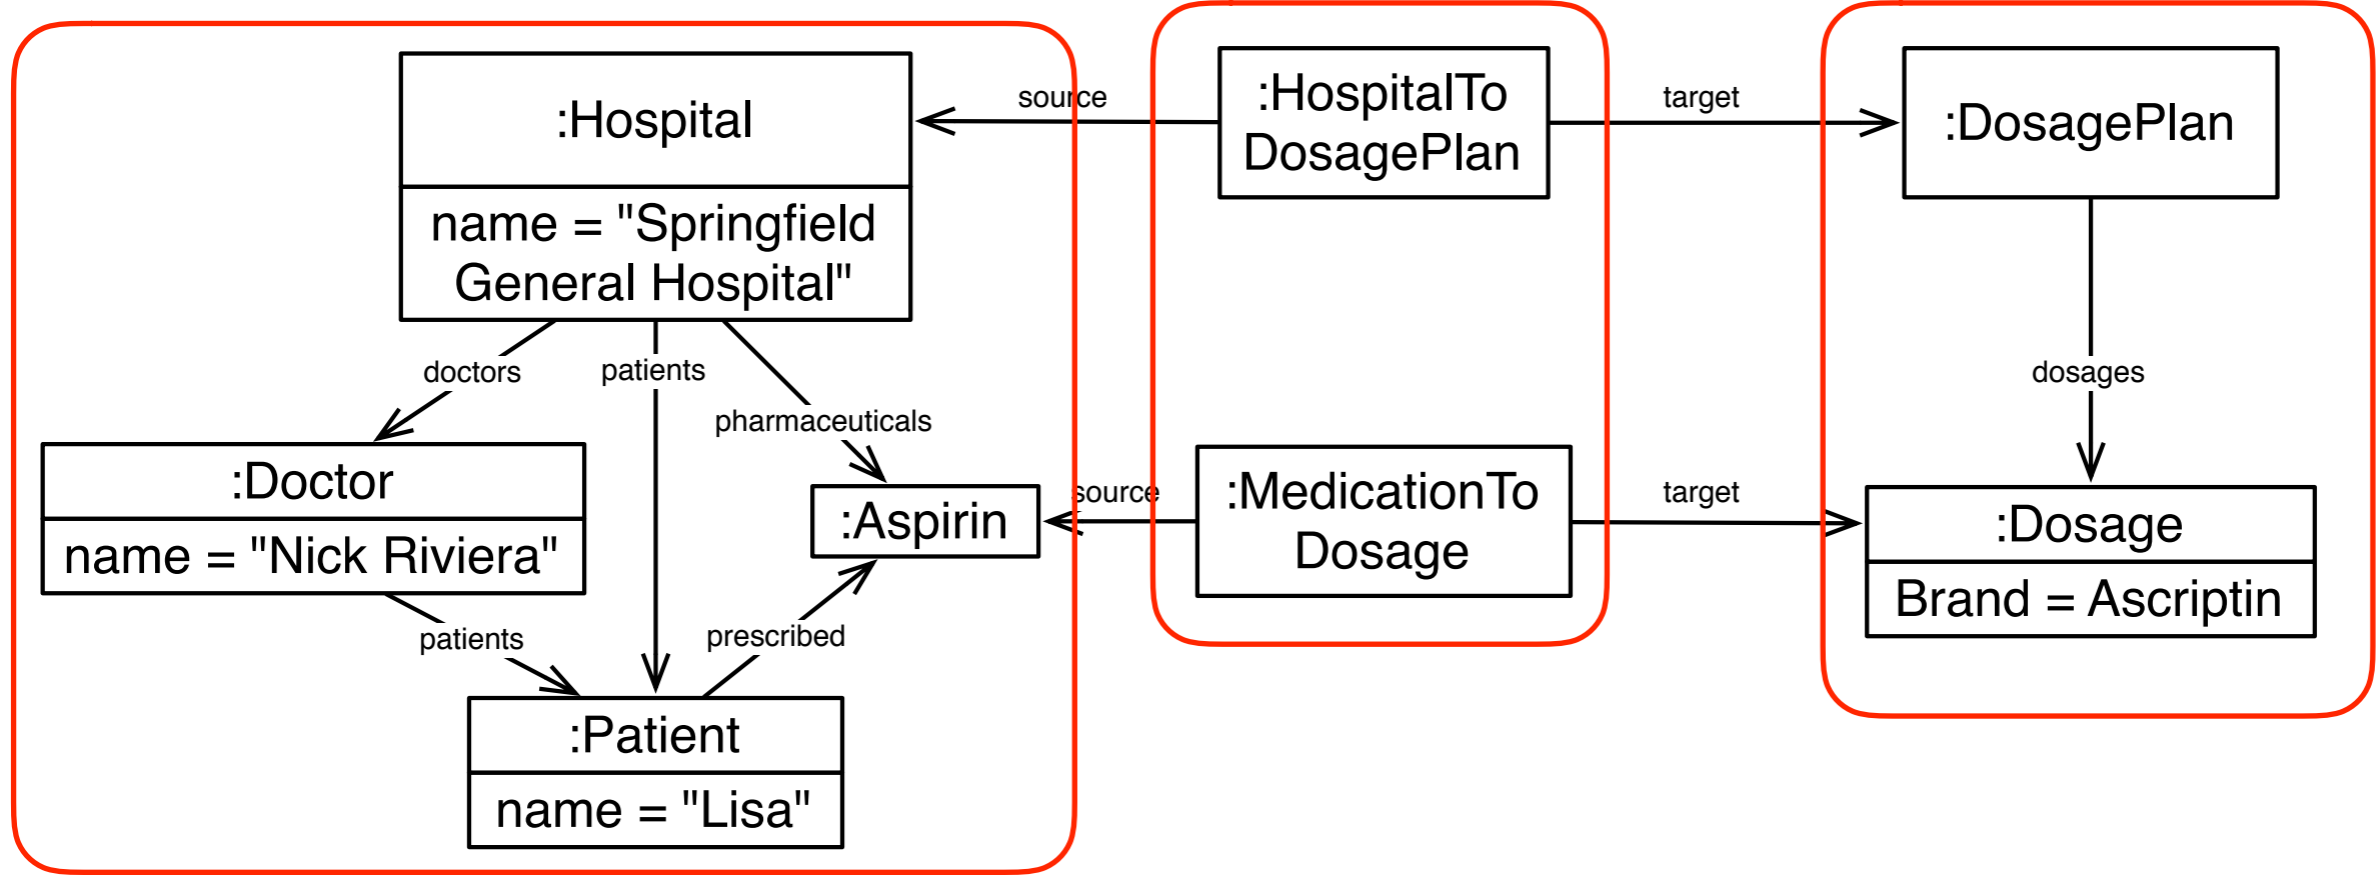 :Hospital
name = "Springfield
General Hospital"
source
:HospitalTo
DosagePlan
target
:DosagePlan
doctors
patients
pharmaceuticals
dosages
:Doctor
name = "Nick Riviera"
:Aspirin
source
:MedicationTo
Dosage
target
:Dosage
Brand = Ascriptin
patients
prescribed
:Patient
name = "Lisa"